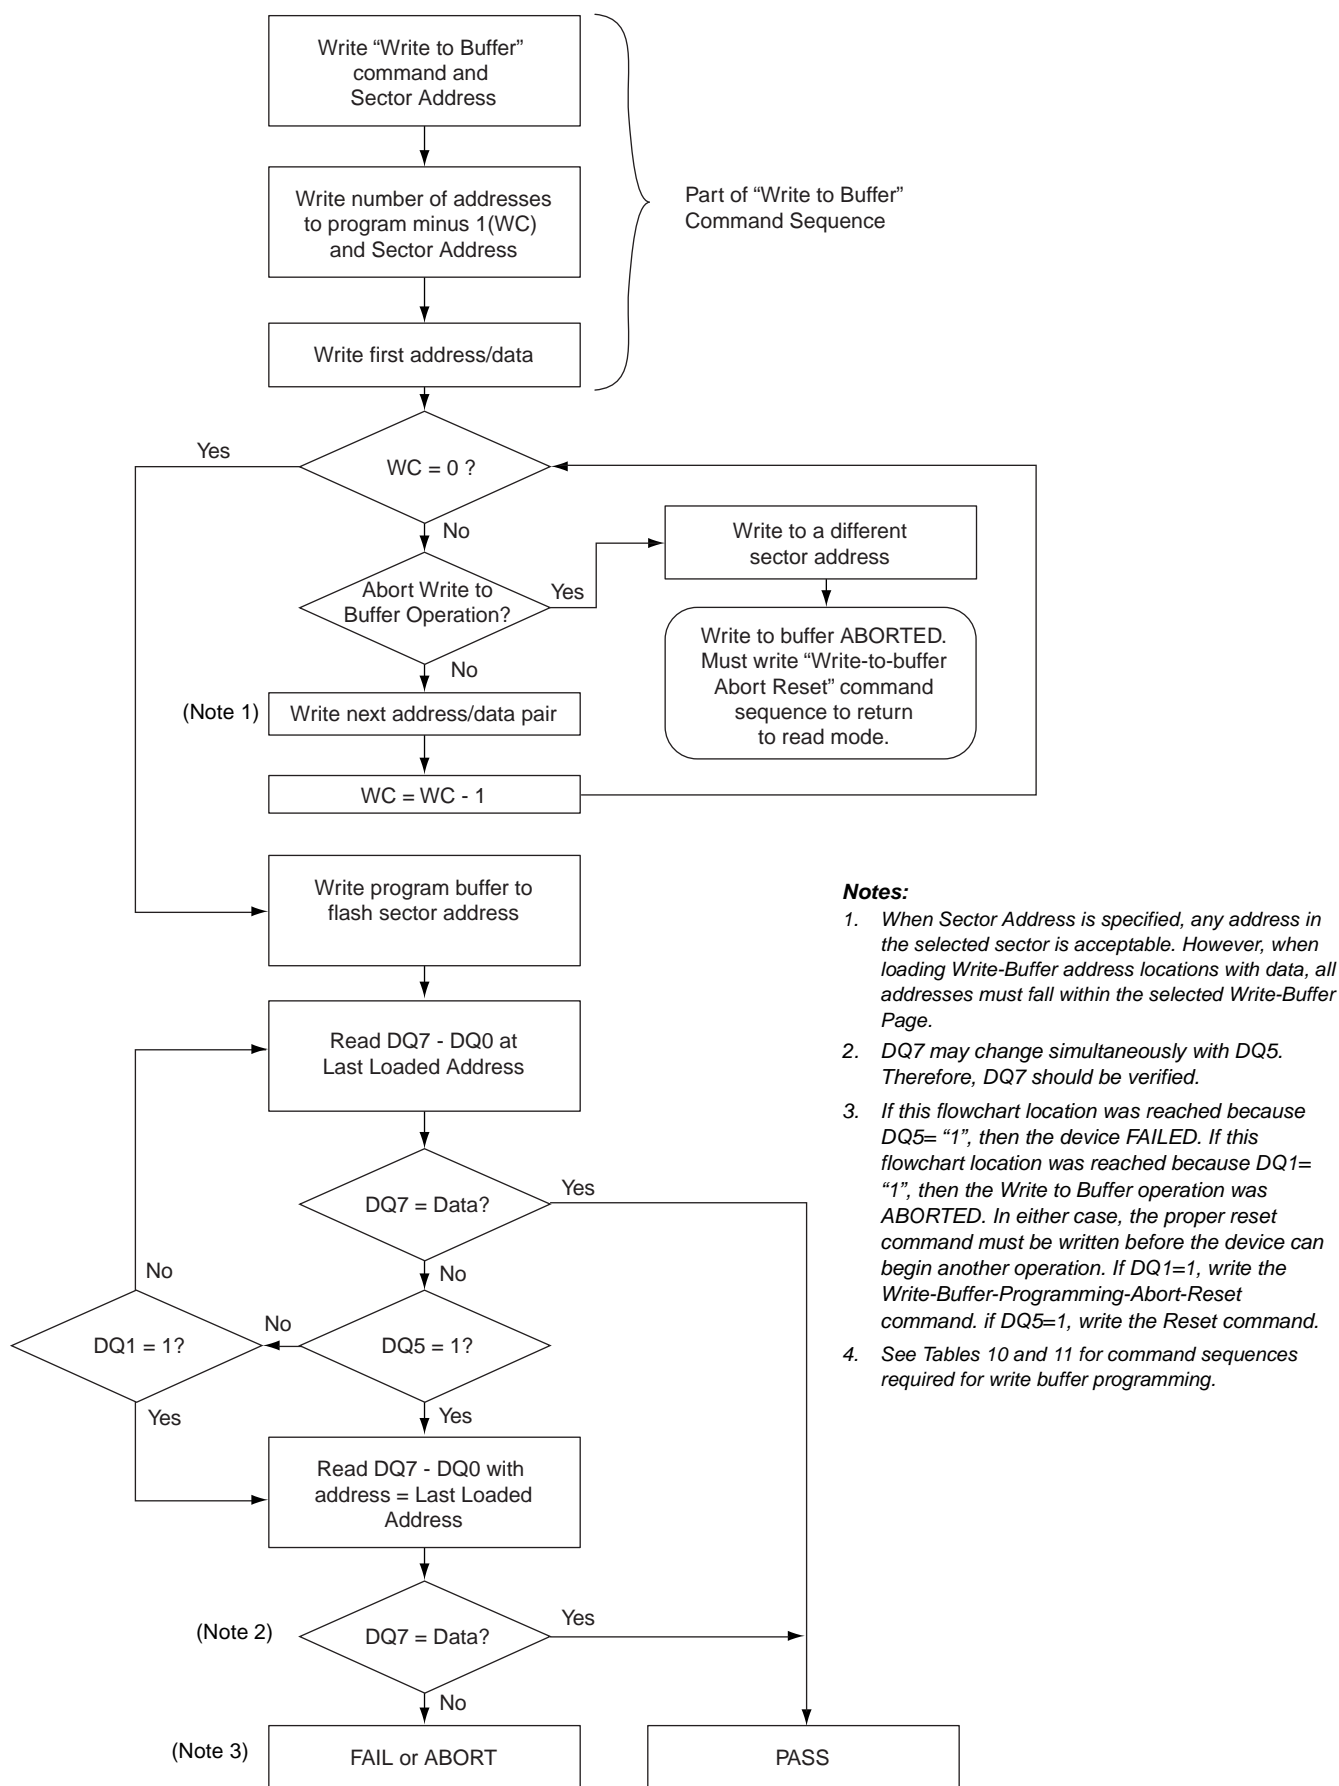 Write “Write to Buffer”
command and
Sector Address
Write number of addresses
to program minus 1(WC)
and Sector Address
Part of “Write to Buffer”
Command Sequence
Write first address/data
Yes
WC = 0 ?
No
Write to a different
sector address
Abort Write to
Buffer Operation?
Yes
Write to buffer ABORTED.
Must write “Write-to-buffer
Abort Reset” command
sequence to return
to read mode.
No
(Note 1)
Write next address/data pair
WC = WC - 1
Write program buffer to
flash sector address
Notes:
1. When Sector Address is specified, any address in
the selected sector is acceptable. However, when
loading Write-Buffer address locations with data, all
addresses must fall within the selected Write-Buffer
Page.
2. DQ7 may change simultaneously with DQ5.
Therefore, DQ7 should be verified.
3. If this flowchart location was reached because
DQ5= “1”, then the device FAILED. If this
flowchart location was reached because DQ1=
“1”, then the Write to Buffer operation was
ABORTED. In either case, the proper reset
command must be written before the device can
begin another operation. If DQ1=1, write the
Write-Buffer-Programming-Abort-Reset
command. if DQ5=1, write the Reset command.
4. See Tables 10 and 11 for command sequences
required for write buffer programming.
Read DQ7 - DQ0 at
Last Loaded Address
DQ7 = Data?
Yes
No
No
DQ1 = 1?
No
DQ5 = 1?
Yes
Yes
Read DQ7 - DQ0 with
address = Last Loaded
Address
(Note 2)
DQ7 = Data?
Yes
No
(Note 3)
FAIL or ABORT
PASS